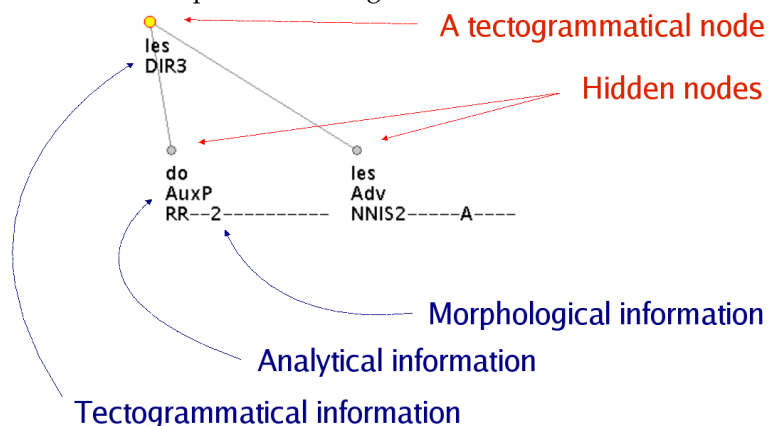 A tectogrammatical node
les
DIR3
Hidden nodes
do
AuxP
RR--2----------
les
Adv
NNIS2-----A----
Morphological information
Analytical information
Tectogrammatical information